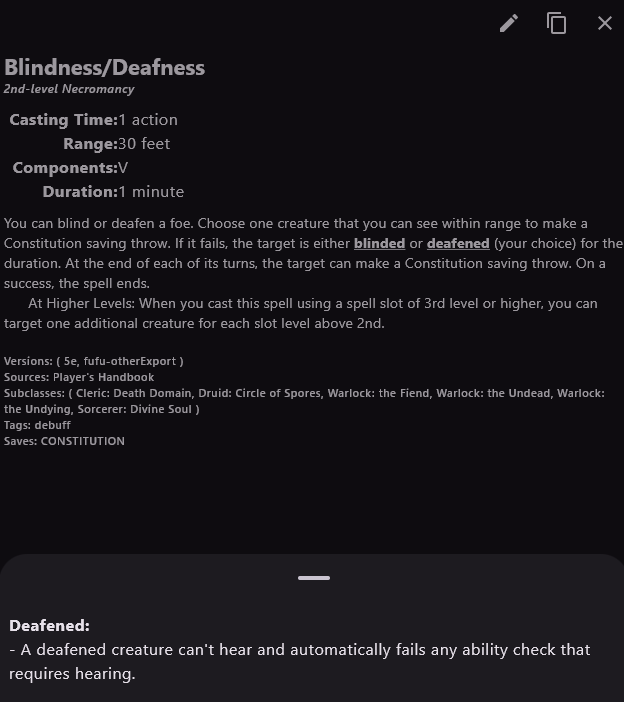 Blindness/Deafness
2nd-level Necromancy
Casting Time:1 action
Range:30 feet
Components:V
Duration:1 minute
You can blind or deafen a foe. Choose one creature that you can see within range to make a
Constitution saving throw. If it fails, the target is either blinded or deafened (your choice) for the
duration. At the end of each of its turns, the target can make a Constitution saving throw. On a
success, the spell ends.
At Higher Levels: When you cast this spell using a spell slot of 3rd level or higher, you can
target one additional creature for each slot level above 2nd.
Versions: ( 5e, fufu-otherExport )
Sources: Player's Handbook
Subclasses: ( Cleric: Death Domain, Druid: Circle of Spores, Warlock: the Fiend, Warlock: the Undead, Warlock:
the Undying, Sorcerer: Divine Soul )
Tags: debuff
Saves: CONSTITUTION
Deafened:
- A deafened creature can't hear and automatically fails any ability check that
requires hearing.